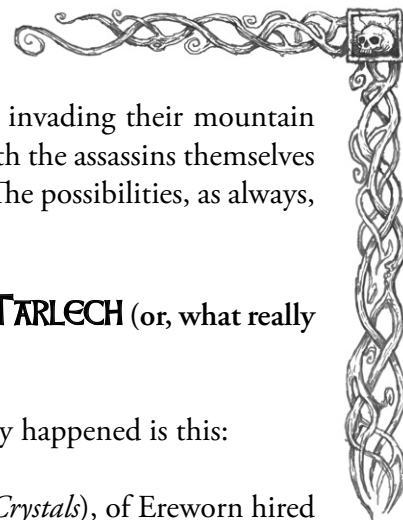 invading their mountain
the assassins themselves
The possibilities, as always,
TARLECH (or, what really
happened is this:
Crystals), of Ereworn hired